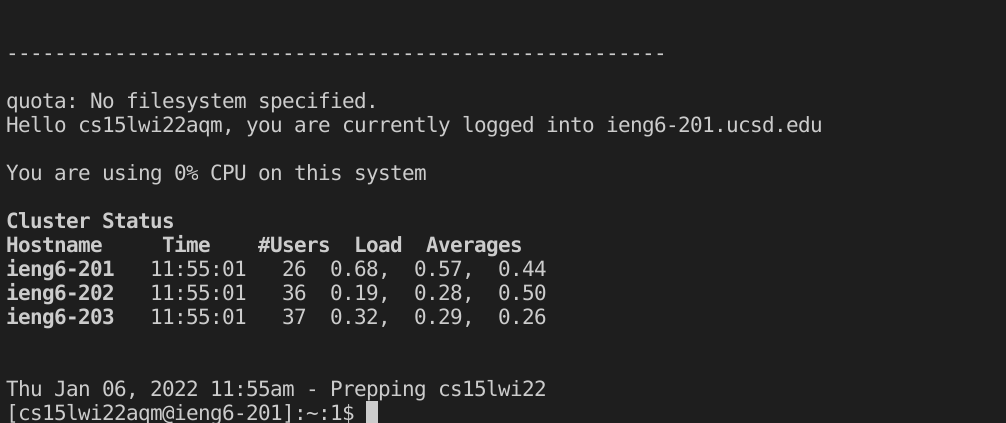 -------------------------------------------------------
quota: No filesystem specified.
Hello cs15lwi22aqm, you are currently logged into ieng6-201.ucsd.edu
You are using 0% CPU on this system
Cluster Status
Hostname     Time    #Users  Load  Averages
ieng6-201   11:55:01   26  0.68,  0.57,  0.44
ieng6-202   11:55:01   36  0.19,  0.28,  0.50
ieng6-203   11:55:01   37  0.32,  0.29,  0.26
Thu Jan 06, 2022 11:55am - Prepping cs15lwi22
[cs15lwi22aqm@ieng6-201]:~:1$